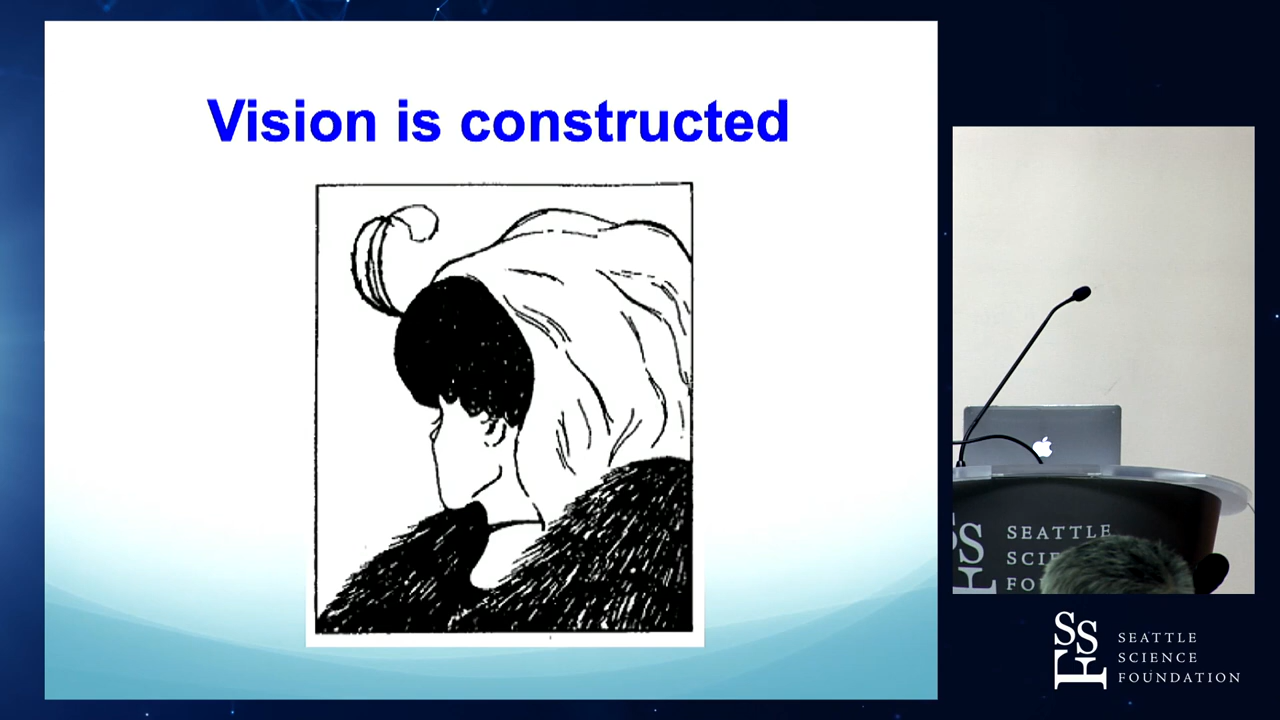 Vision is constructed
SEATTLE
SCIE
FO
SEATTLE
SCIENCE
FOUNDATION